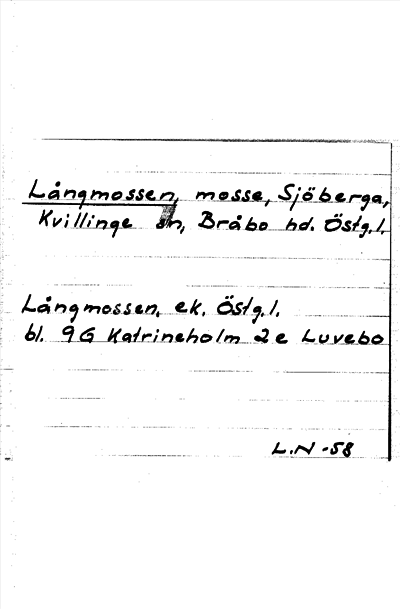 Långmossen, mosse, Sjöberga,
Kvillinge sn, Bråbo hd. Östg.l.
Långmossen, ek. Östg.l.
bl. 9G Katrineholm 2e Luvebo
L.N -58